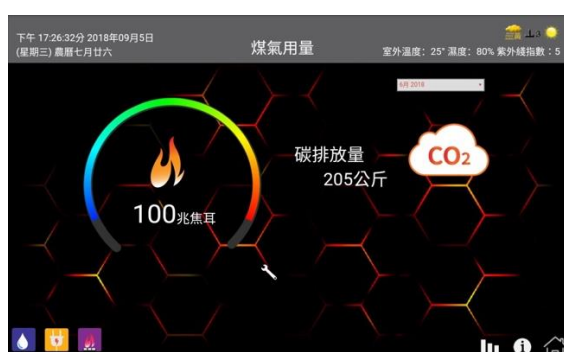 下午 17:26:32分 2018年09月5日
(星期三) 農曆七月廿六
煤氣用量
室外溫度：25° 濕度：80% 紫外綫指數：5
6月 2018
碳排放量
205公斤
CO2
100兆焦耳